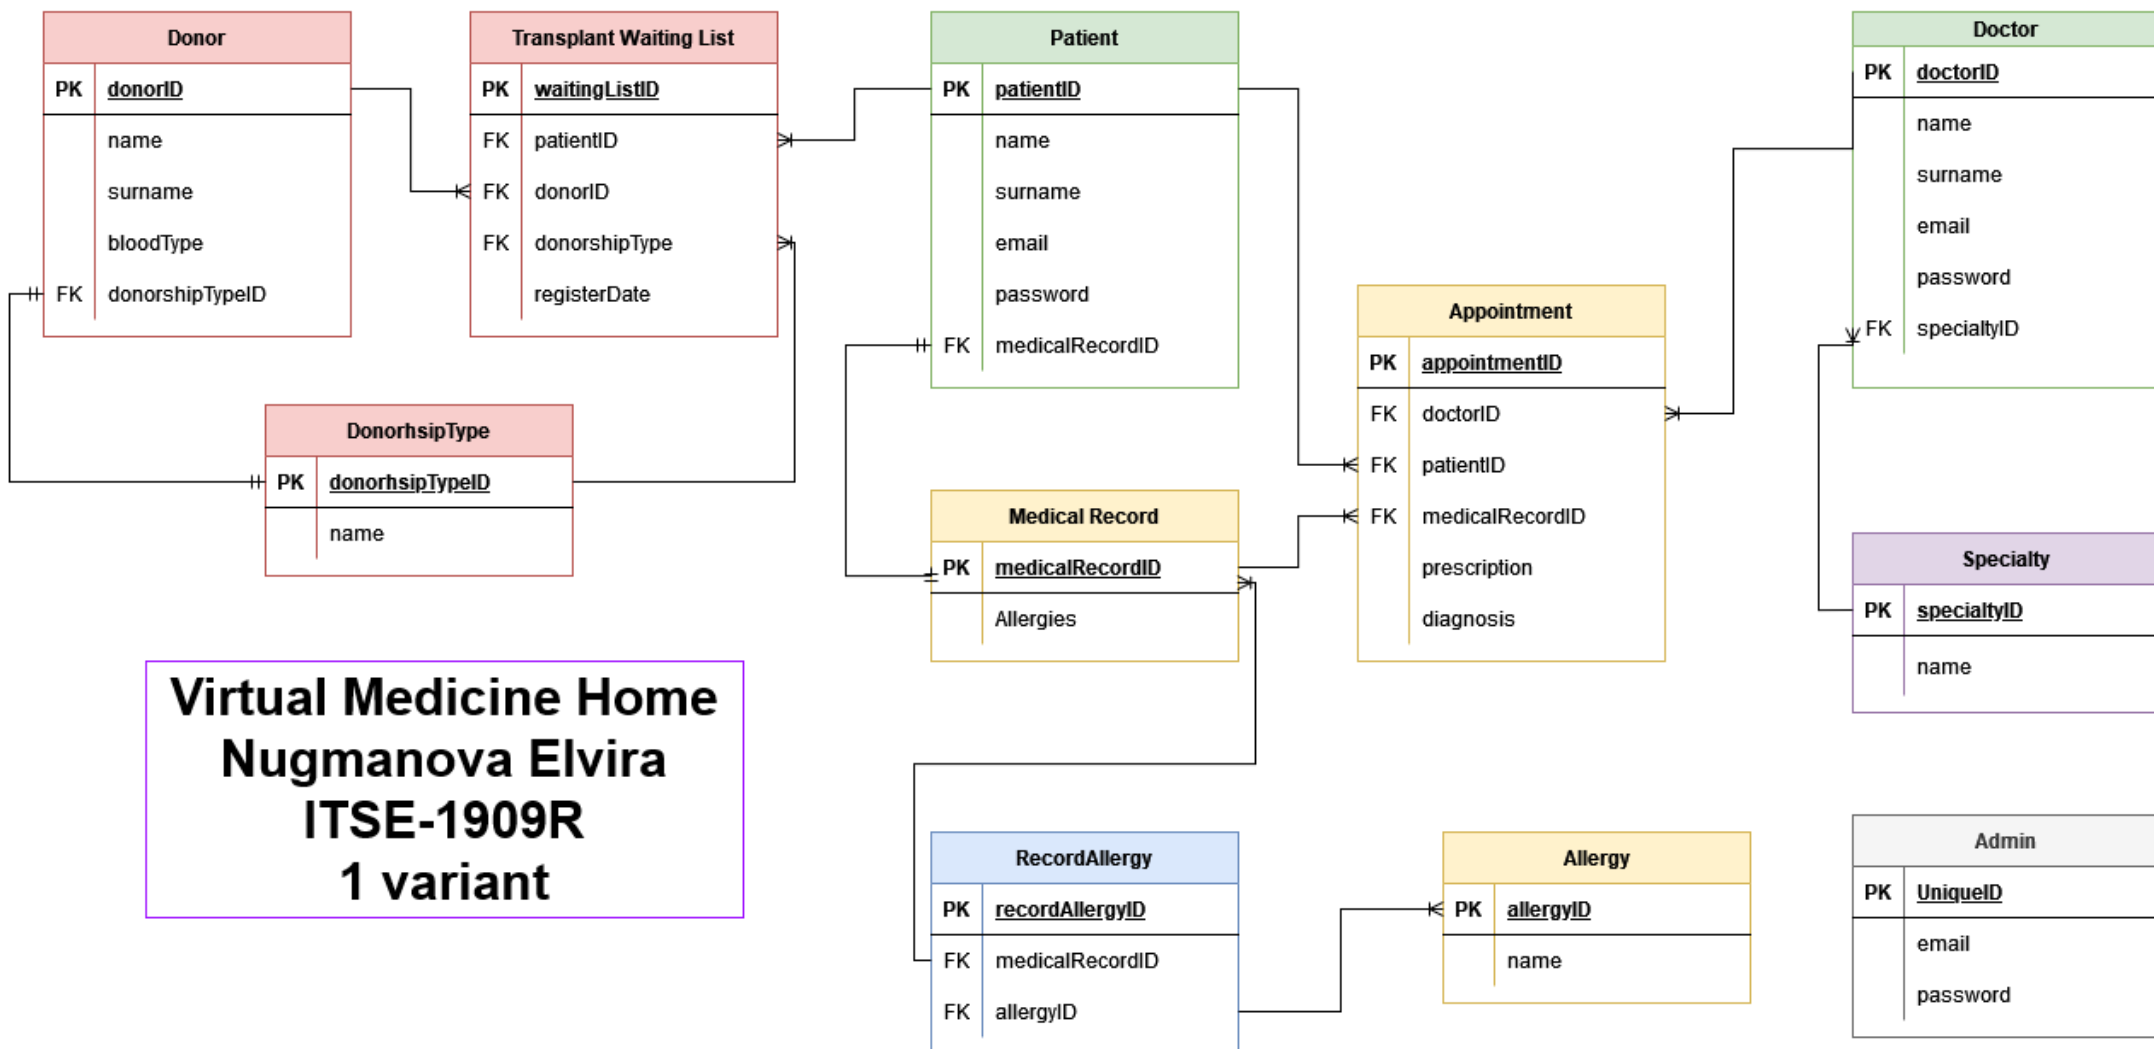 Donor
PK donorID
name
surname
bloodType
FK donorshipTypeID
Transplant Waiting List
PK waitingListID
FK patientID
FK donorID
FK donorshipType
registerDate
Patient
PK patientID
name
surname
email
password
FK medicalRecordID
Doctor
PK doctorID
name
surname
email
password
FK specialtyID
Appointment
PK appointmentID
FK doctorID
FK patientID
FK medicalRecordID
prescription
diagnosis
DonorhsipType
PK donorhsipTypeID
name
Medical Record
PK medicalRecordID
Allergies
Specialty
PK specialtyID
name
Virtual Medicine Home
Nugmanova Elvira
ITSE-1909R
1 variant
RecordAllergy
PK recordAllergyID
FK medicalRecordID
FK allergyID
Allergy
PK allergyID
name
Admin
PK UniqueID
email
password